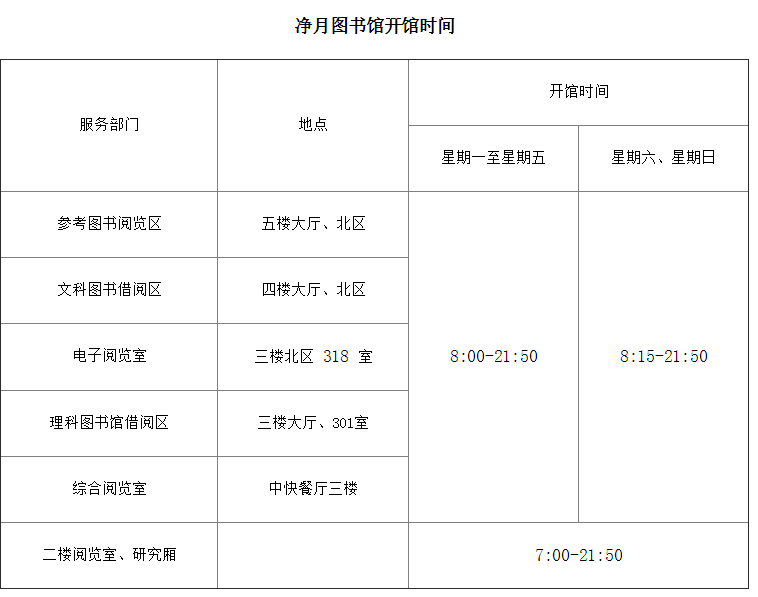 净月图书馆开馆时间
服务部门
地点
开馆时间
星期一至星期五
星期六、星期日
参考图书阅览区
五楼大厅、北区
文科图书借阅区
四楼大厅、北区
电子阅览室
三楼北区 318 室
8:00-21:50
8:15-21:50
理科图书馆借阅区
三楼大厅、301室
综合阅览室
中快餐厅三楼
二楼阅览室、研究厢
7:00-21:50